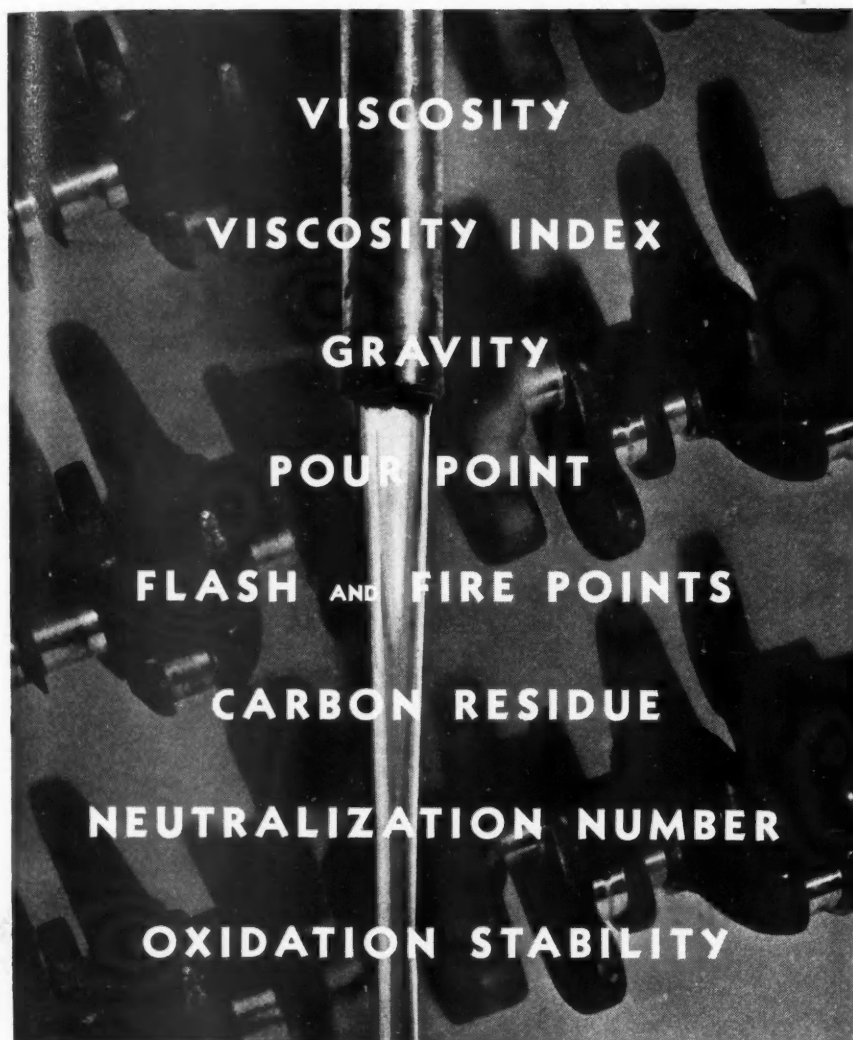 VISCOSITY
VISCOSITY INDEX
GRAVITY
POUR POINT
FLASH AND FIRE POINTS
CARBON RESIDUE
NEUTRALIZATION NUMBER
OXIDATION STABILITY